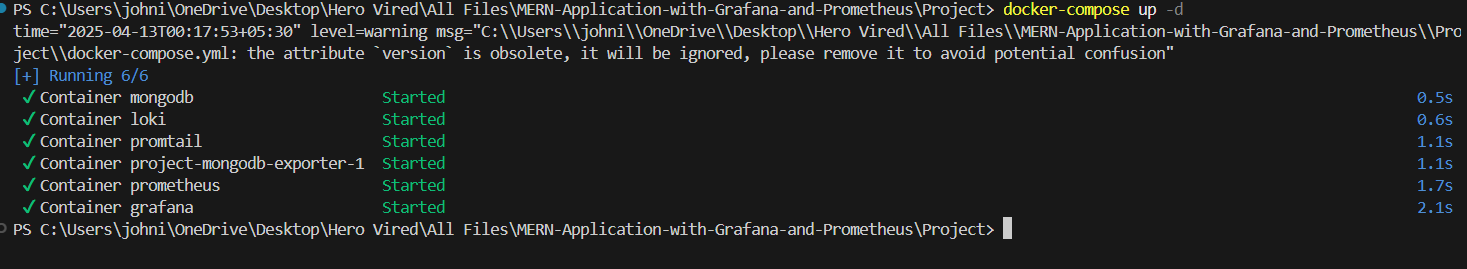 PS C:\Users\johni\OneDrive\Desktop\Hero Vired\All Files\MERN-Application-with-Grafana-and-Prometheus\Project> docker-compose up -d
time="2025-04-13T00:17:53+05:30" level=warning msg="C:\\Users\\johni\\OneDrive\\Desktop\\Hero Vired\\All Files\\MERN-Application-with-Grafana-and-Prometheus\\Pro
ject\\docker-compose.yml: the attribute `version` is obsolete, it will be ignored, please remove it to avoid potential confusion"
[+] Running 6/6
✓ Container mongodb Started 0.5s
✓ Container loki Started 0.6s
✓ Container promtail Started 1.1s
✓ Container project-mongodb-exporter-1 Started 1.1s
✓ Container prometheus Started 1.7s
✓ Container grafana Started 2.1s
PS C:\Users\johni\OneDrive\Desktop\Hero Vired\All Files\MERN-Application-with-Grafana-and-Prometheus\Project>